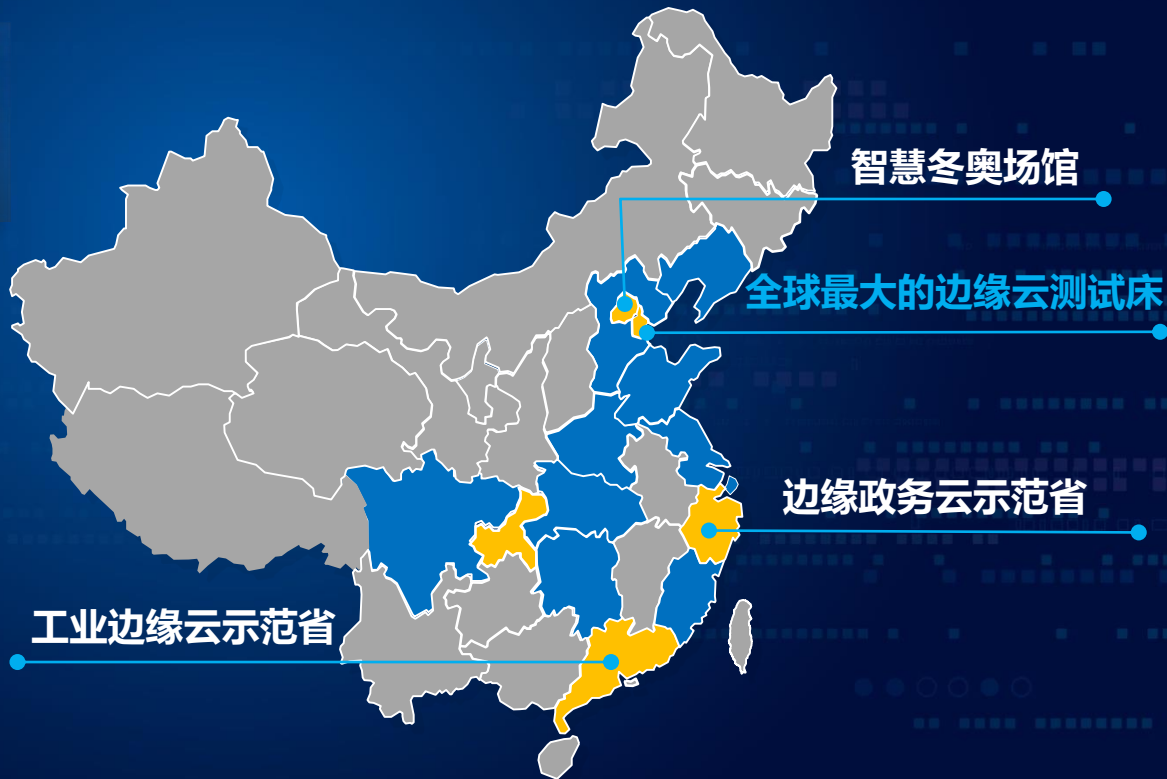 智慧冬奥场馆
全球最大的边缘云测试床
边缘政务云示范省
工业边缘云示范省